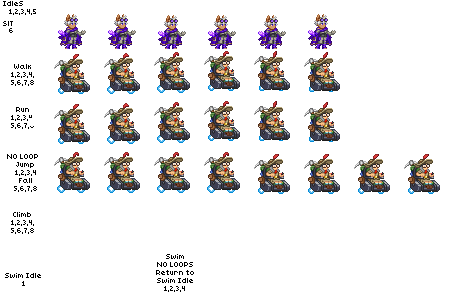 IdleS
1,2,3,4,5
SIT
6
Walk
1,2,3,4,
5,6,7,8
Run
1,2,3,4
5,6,7,
NO LOOP
Jump
1,2,3,4
Fall
5,6,7,8
Climb
1,2,3,4,
5,6,7,8
Swim Idle
1
Swim
NO LOOPS
Return to
Swim Idle
1,2,3,4